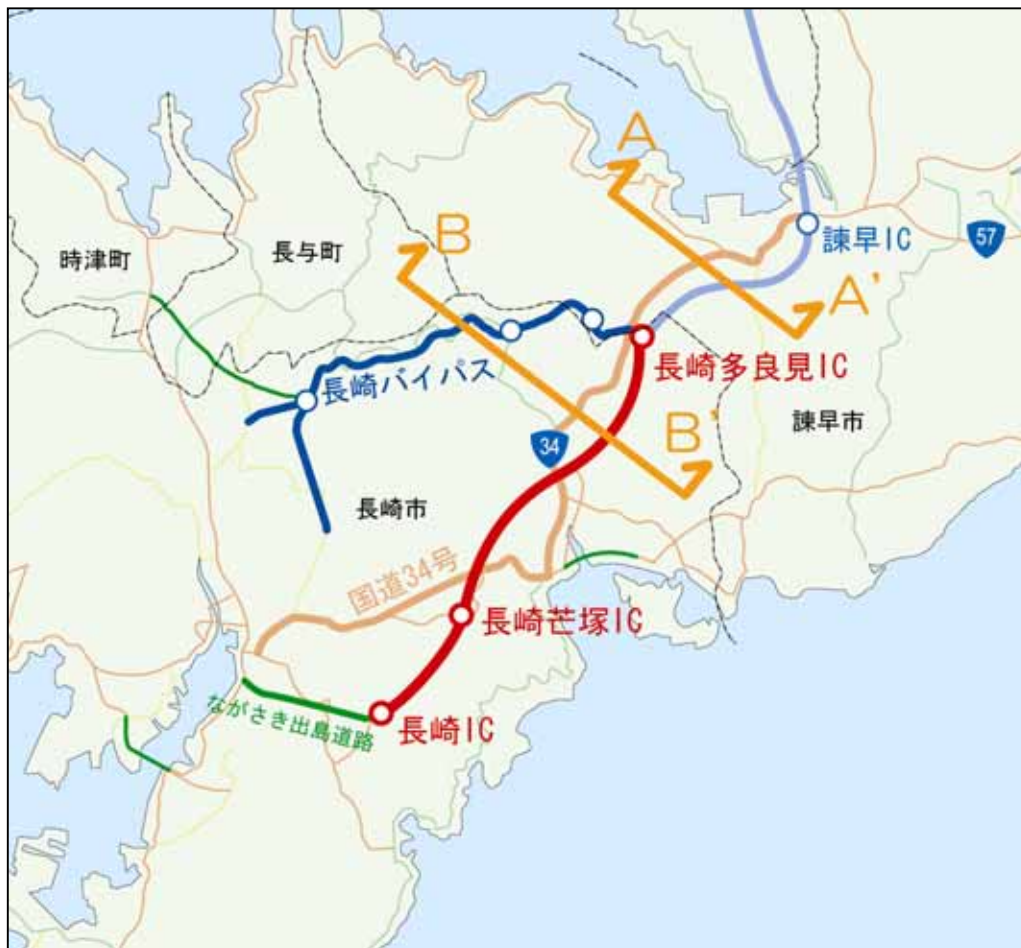 A
B
57
諫早IC
時津町
長与町
A'
長崎多良見IC
長崎バイパス
B'
諫早市
34
長崎市
国道34号
長崎芒塚IC
ながさき出島道路
長崎IC